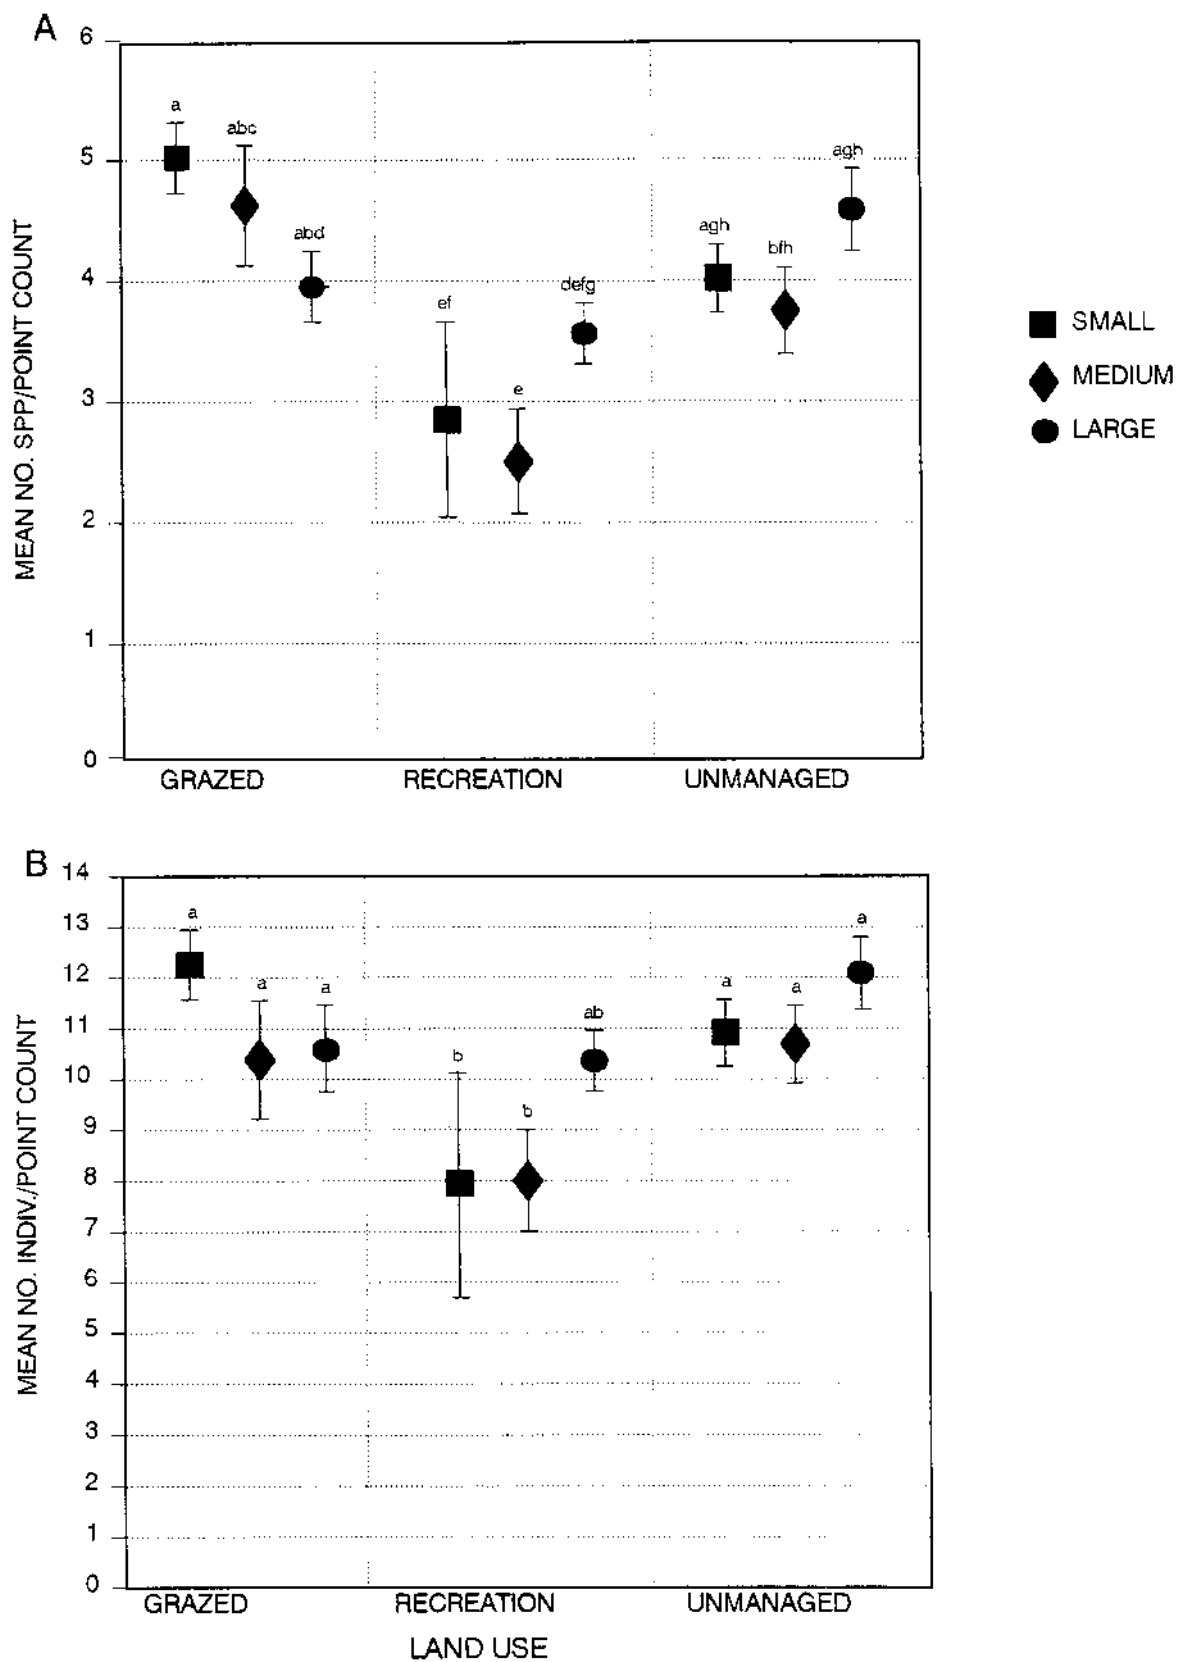 A
6
5
4
3
2
1
0
MEAN NO. SPP/POINT COUNT
a
abc
abd
ef
e
defg
agh
bfh
agh
GRAZED RECREATION UNMANAGED
SMALL
MEDIUM
LARGE
B
14
13
12
11
10
9
8
7
6
5
4
3
2
1
0
MEAN NO. INDIV./POINT COUNT
a
a
a
b
b
ab
a
a
a
GRAZED RECREATION UNMANAGED
LAND USE